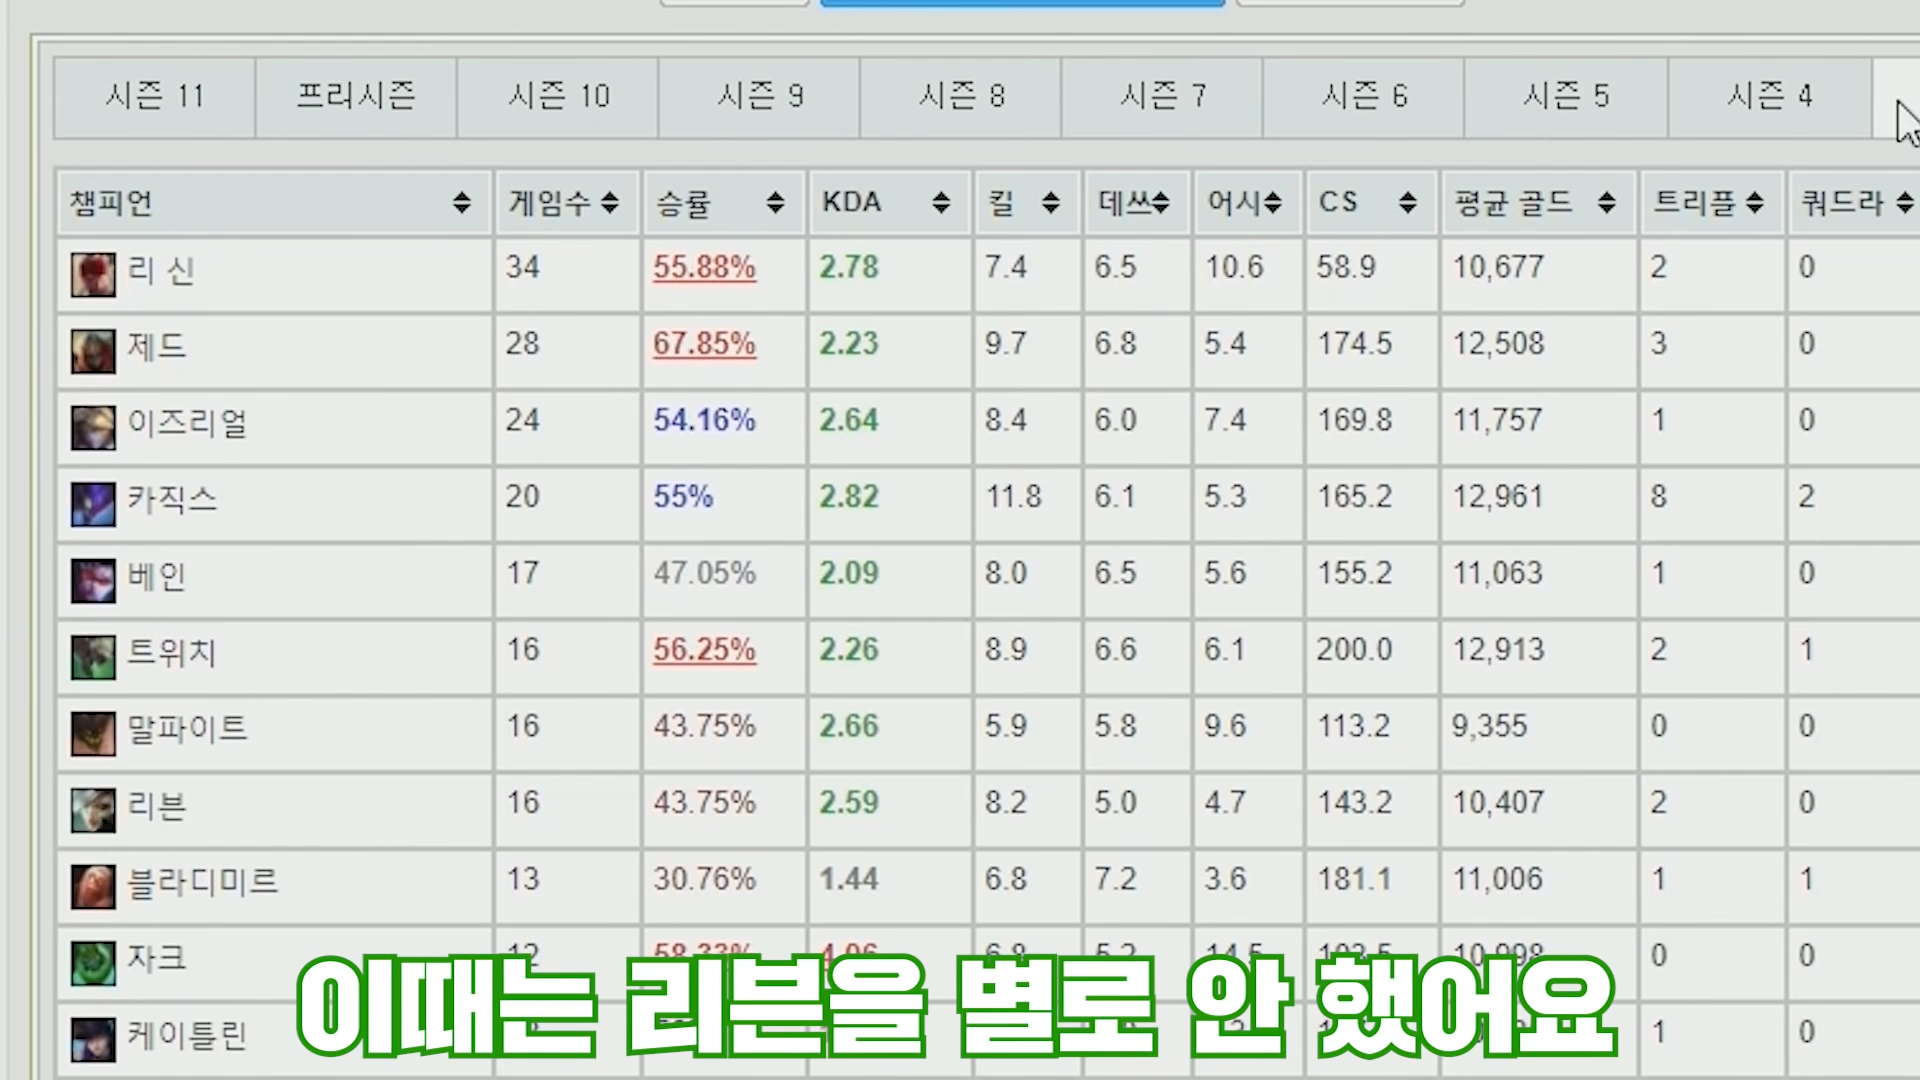 시즌 11 프리시즌 시즌 10 시즌 9 시즌 8 시즌 7 시즌 6 시즌 5 시즌 4
챔피언 게임수 승률 KDA 킬 데쓰 어시 CS 평균 골드 트리플 쿼드라
리 신 34 55.88% 2.78 7.4 6.5 10.6 58.9 10,677 2 0
제드 28 67.85% 2.23 9.7 6.8 5.4 174.5 12,508 3 0
이즈리얼 24 54.16% 2.64 8.4 6.0 7.4 169.8 11,757 1 0
카직스 20 55% 2.82 11.8 6.1 5.3 165.2 12,961 8 2
베인 17 47.05% 2.09 8.0 6.5 5.6 155.2 11,063 1 0
트위치 16 56.25% 2.26 8.9 6.6 6.1 200.0 12,913 2 1
말파이트 16 43.75% 2.66 5.9 5.8 9.6 113.2 9,355 0 0
리븐 16 43.75% 2.59 8.2 5.0 4.7 143.2 10,407 2 0
블라디미르 13 30.76% 1.44 6.8 7.2 3.6 181.1 11,006 1 1
자크 12 58.33% 4.06 5.2 14.5 10,998 0 0
케이틀린 1 0
이때는 리븐을 별로 안 했어요